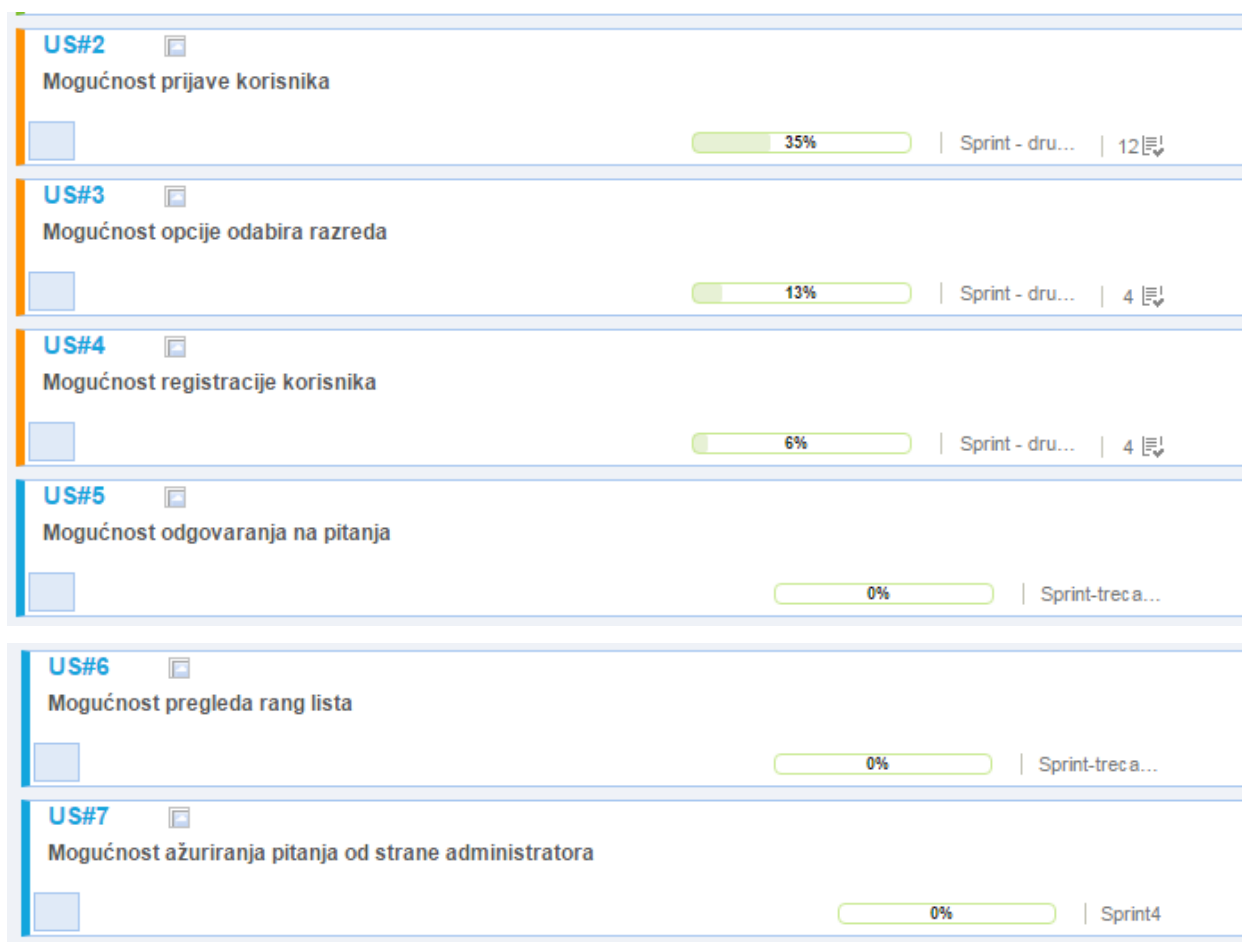 US#2
Mogućnost prijave korisnika
35% | Sprint - dru... | 12
US#3
Mogućnost opcije odabira razreda
13% | Sprint - dru... | 4
US#4
Mogućnost registracije korisnika
6% | Sprint - dru... | 4
US#5
Mogućnost odgovaranja na pitanja
0% | Sprint-treca...
US#6
Mogućnost pregleda rang lista
0% | Sprint-treca...
US#7
Mogućnost ažuriranja pitanja od strane administratora
0% | Sprint4